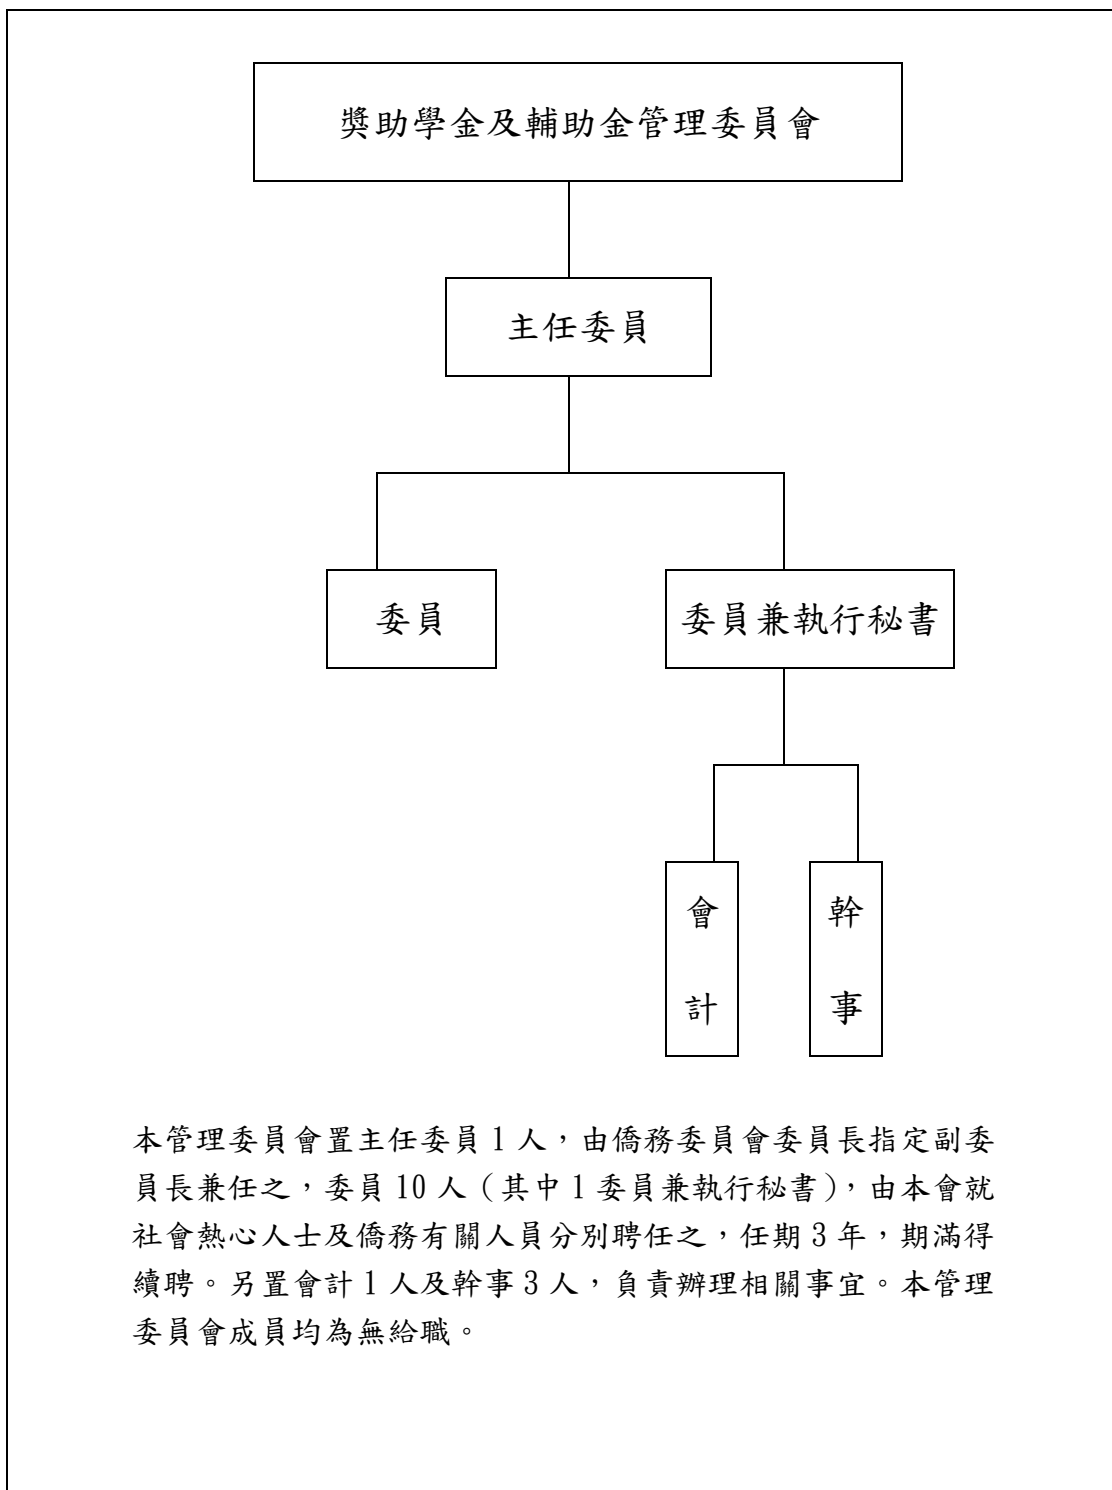 獎助學金及輔助金管理委員會
主任委員
委員
委員兼執行秘書
會計
幹事
本管理委員會置主任委員 1 人，由僑務委員會委員長指定副委
員長兼任之，委員 10 人（其中 1 委員兼執行秘書），由本會就
社會熱心人士及僑務有關人員分別聘任之，任期 3 年，期滿得
續聘。另置會計 1 人及幹事 3 人，負責辦理相關事宜。本管理
委員會成員均為無給職。